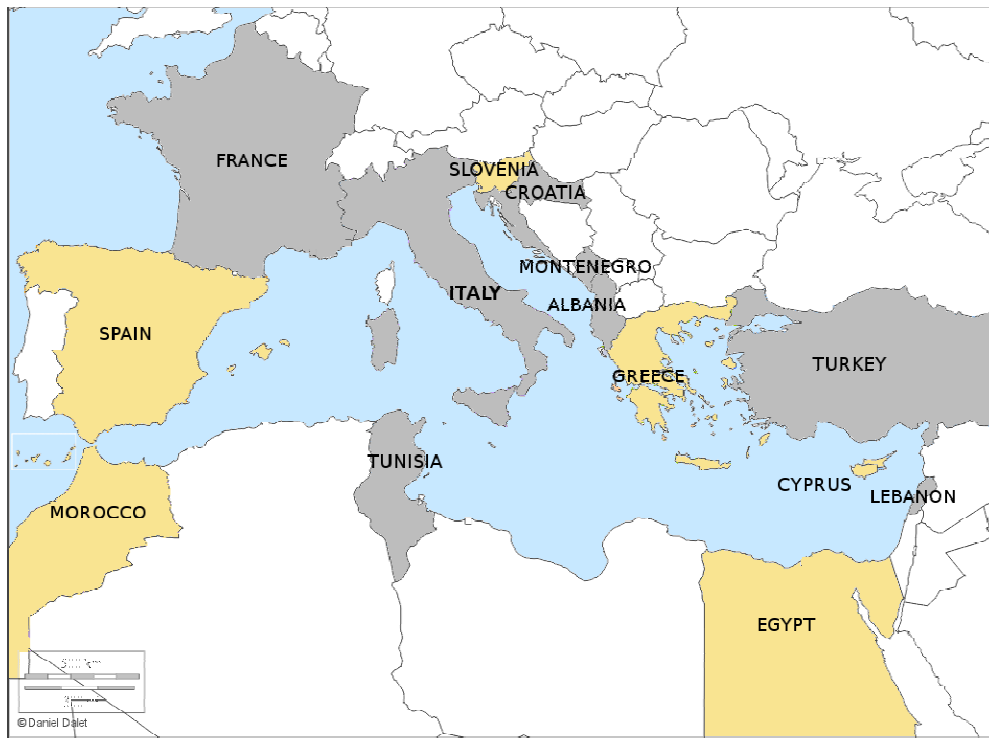 FRANCE
SLOVENIA
CROATIA
MONTENEGRO
ITALY
ALBANIA
SPAIN
TURKEY
GREECE
TUNISIA
CYPRUS
LEBANON
MOROCCO
EGYPT
© Daniel Dalet